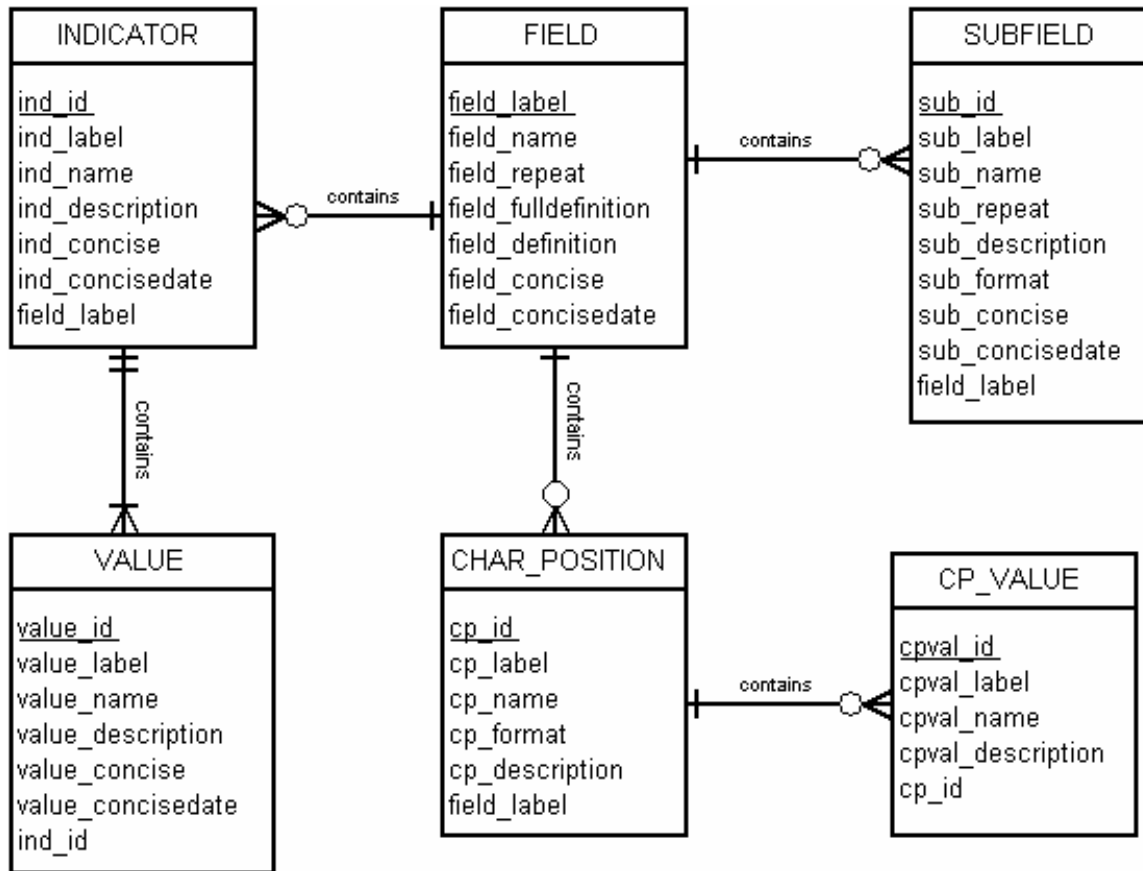 INDICATOR
ind_id
ind_label
ind_name
ind_description
ind_concise
ind_concisedate
field_label
contains
FIELD
field_label
field_name
field_repeat
field_fulldefinition
field_definition
field_concise
field_concisedate
contains
SUBFIELD
sub_id
sub_label
sub_name
sub_repeat
sub_description
sub_format
sub_concise
sub_concisedate
field_label
contains
contains
VALUE
value_id
value_label
value_name
value_description
value_concise
value_concisedate
ind_id
CHAR_POSITION
cp_id
cp_label
cp_name
cp_format
cp_description
field_label
contains
CP_VALUE
cpval_id
cpval_label
cpval_name
cpval_description
cp_id